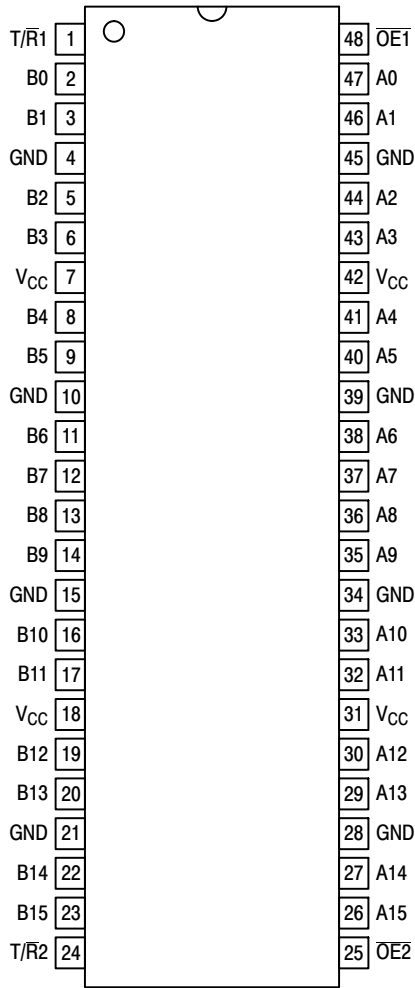 T/R̅1 1 48 O̅E̅1
B0 2 47 A0
B1 3 46 A1
GND 4 45 GND
B2 5 44 A2
B3 6 43 A3
VCC 7 42 VCC
B4 8 41 A4
B5 9 40 A5
GND 10 39 GND
B6 11 38 A6
B7 12 37 A7
B8 13 36 A8
B9 14 35 A9
GND 15 34 GND
B10 16 33 A10
B11 17 32 A11
VCC 18 31 VCC
B12 19 30 A12
B13 20 29 A13
GND 21 28 GND
B14 22 27 A14
B15 23 26 A15
T/R̅2 24 25 O̅E̅2